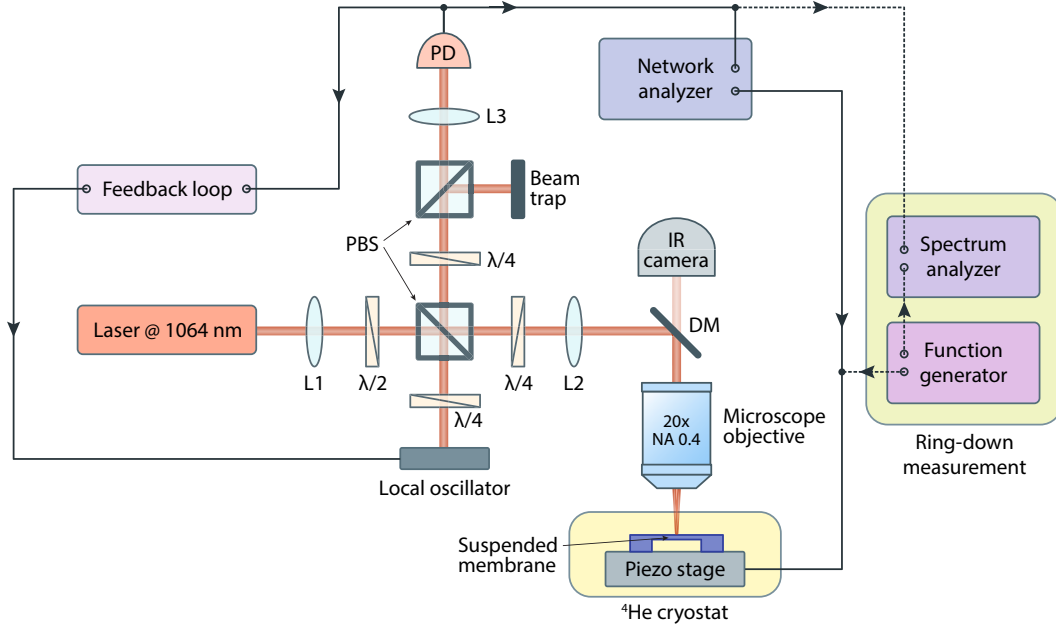 PD
Network
analyzer
L3
Feedback loop
Beam
trap
PBS
λ/4
IR
camera
Spectrum
analyzer
Laser @ 1064 nm
DM
Function
generator
L1
λ/2
λ/4
L2
λ/4
20x
NA 0.4
Microscope
objective
Ring-down
measurement
Local oscillator
Suspended
membrane
Piezo stage
⁴He cryostat